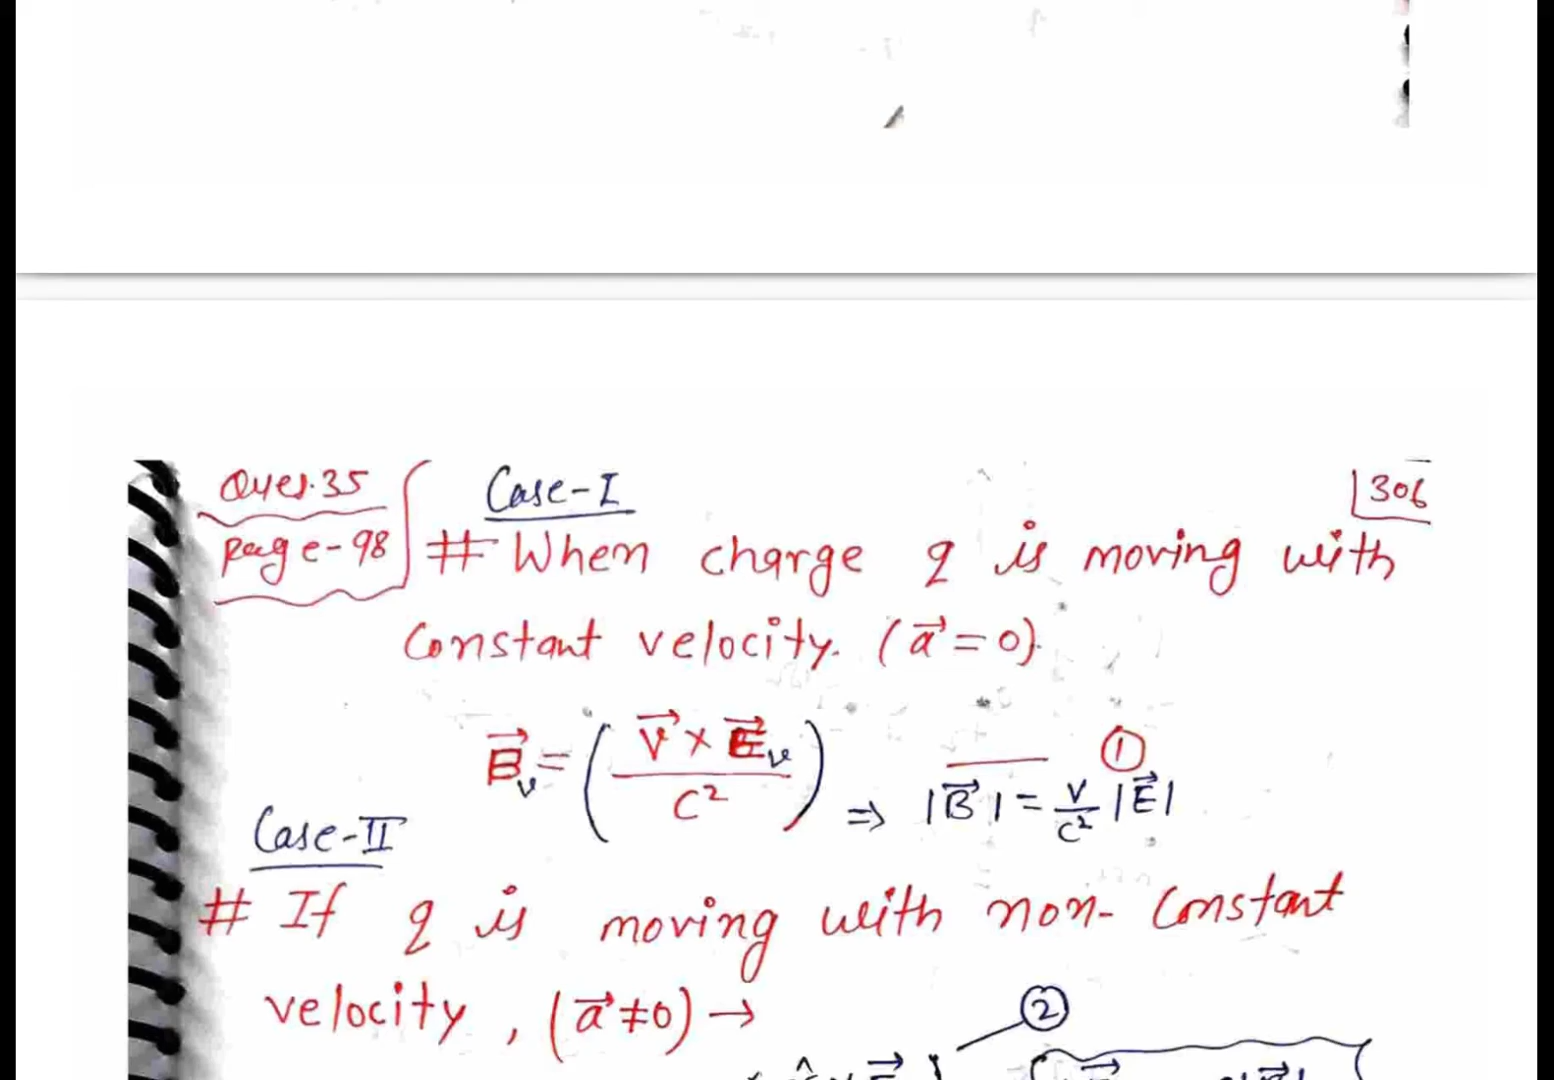 Ques.35
Page-98
Case-I
306
# When charge q is moving with
Constant velocity. (a⃗ = 0).
B⃗ᵥ = (v⃗ × E⃗ᵥ / C²) ⇒ |B⃗| = v/c² |E⃗| ①
Case-II
# If q is moving with non-constant
velocity, (a⃗ ≠ 0) → ②